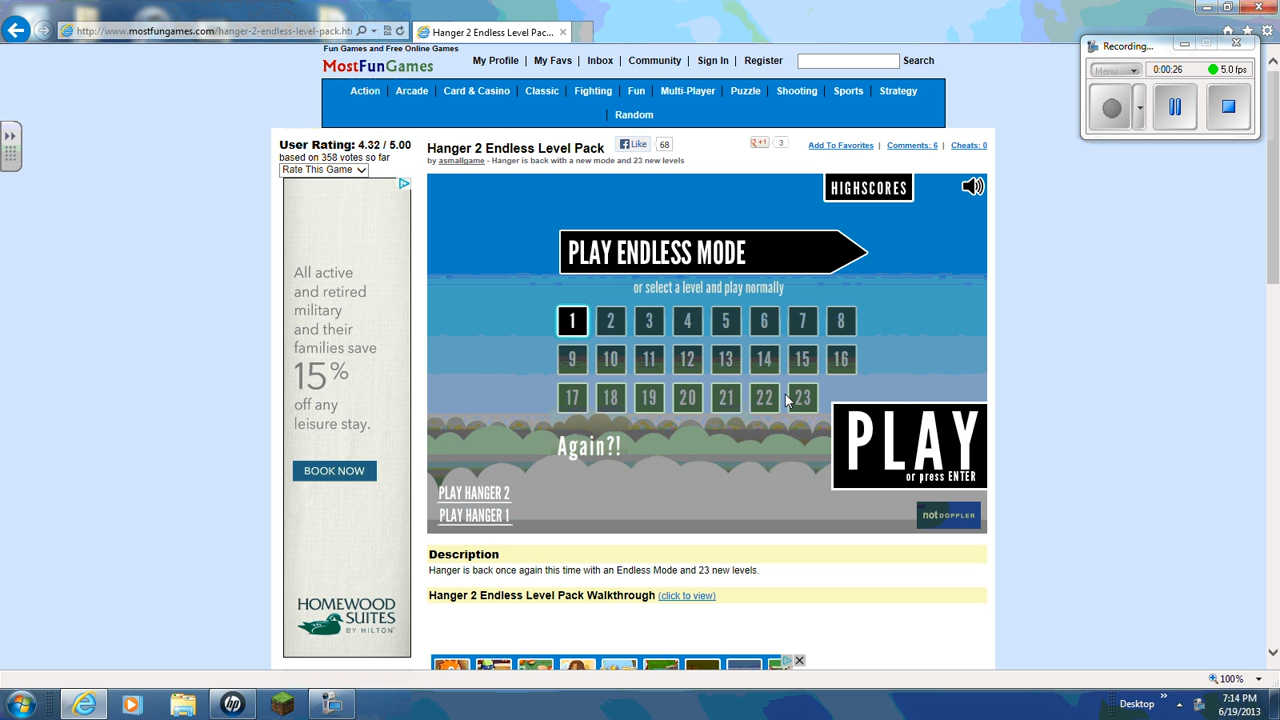 http://www.mostfungames.com/hanger-2-endless-level-pack.ht
Hanger 2 Endless Level Pac...
Recording...
Menu
0:00:26
5.0 fps
Fun Games and Free Online Games
MostFunGames
My Profile | My Favs | Inbox | Community | Sign In | Register
Search
Action | Arcade | Card & Casino | Classic | Fighting | Fun | Multi-Player | Puzzle | Shooting | Sports | Strategy
| Random
User Rating: 4.32 / 5.00
based on 358 votes so far
Rate This Game
Hanger 2 Endless Level Pack
Like 68
+1 3
Add To Favorites | Comments: 6 | Cheats: 0
by asmallgame - Hanger is back with a new mode and 23 new levels
HIGHSCORES
PLAY ENDLESS MODE
or select a level and play normally
1 2 3 4 5 6 7 8
9 10 11 12 13 14 15 16
17 18 19 20 21 22 23
Again?!
PLAY
or press ENTER
PLAY HANGER 2
PLAY HANGER 1
notDOPPLER
All active
and retired
military
and their
families save
15%
off any
leisure stay.
BOOK NOW
HOMEWOOD
SUITES
BY HILTON
Description
Hanger is back once again this time with an Endless Mode and 23 new levels.
Hanger 2 Endless Level Pack Walkthrough (click to view)
100%
hp
Desktop
7:14 PM
6/19/2013